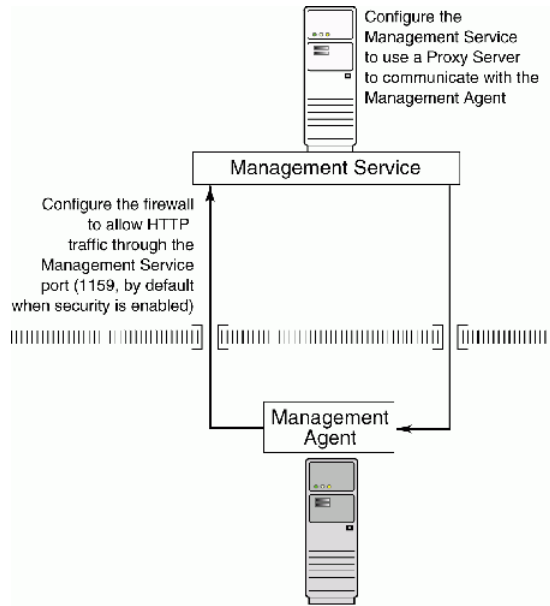 Configure the
Management Service
to use a Proxy Server
to communicate with the
Management Agent
Management Service
Configure the firewall
to allow HTTP
traffic through the
Management Service
port (1159, by default
when security is enabled)
Management
Agent